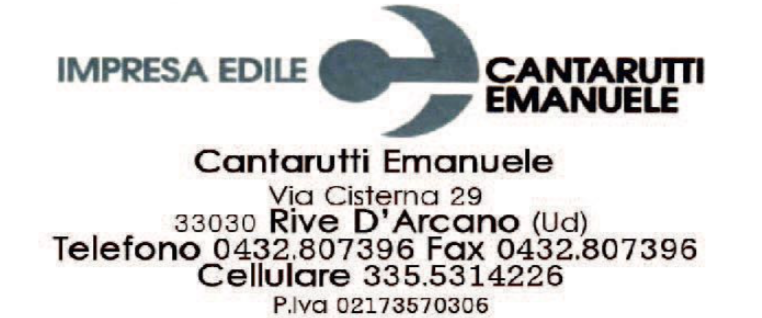 IMPRESA EDILE
CANTARUTTI
EMANUELE
Cantarutti Emanuele
Via Cisterna 29
33030 Rive D'Arcano (Ud)
Telefono 0432.807396 Fax 0432.807396
Cellulare 335.5314226
P.Iva 02173570306